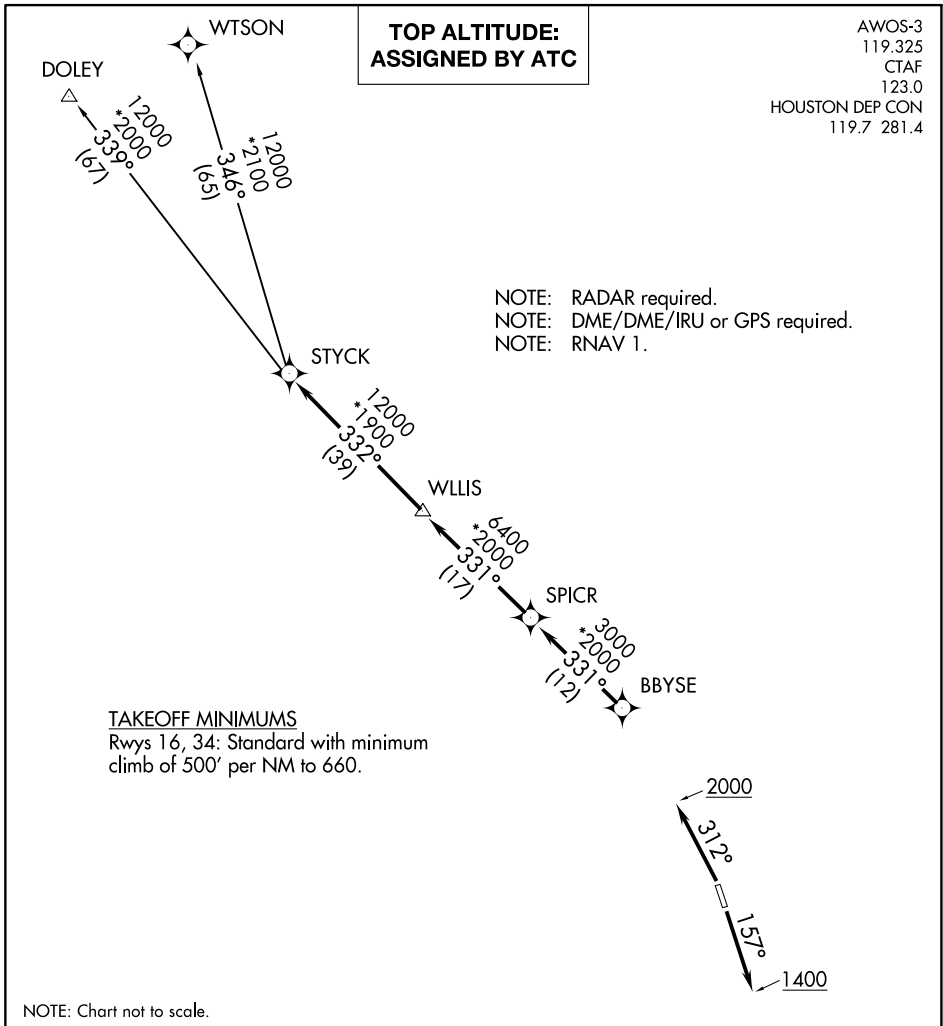 TOP ALTITUDE:
ASSIGNED BY ATC
AWOS-3
119.325
CTAF
123.0
HOUSTON DEP CON
119.7 281.4
WTSON
DOLEY
12000
*2000
339°
(67)
12000
*2100
346°
(65)
NOTE: RADAR required.
NOTE: DME/DME/IRU or GPS required.
NOTE: RNAV 1.
STYCK
12000
*1900
332°
(39)
WLLIS
6400
*2000
331°
(17)
SPICR
3000
*2000
331°
(12)
BBYSE
TAKEOFF MINIMUMS
Rwys 16, 34: Standard with minimum
climb of 500' per NM to 660.
2000
312°
157°
1400
NOTE: Chart not to scale.